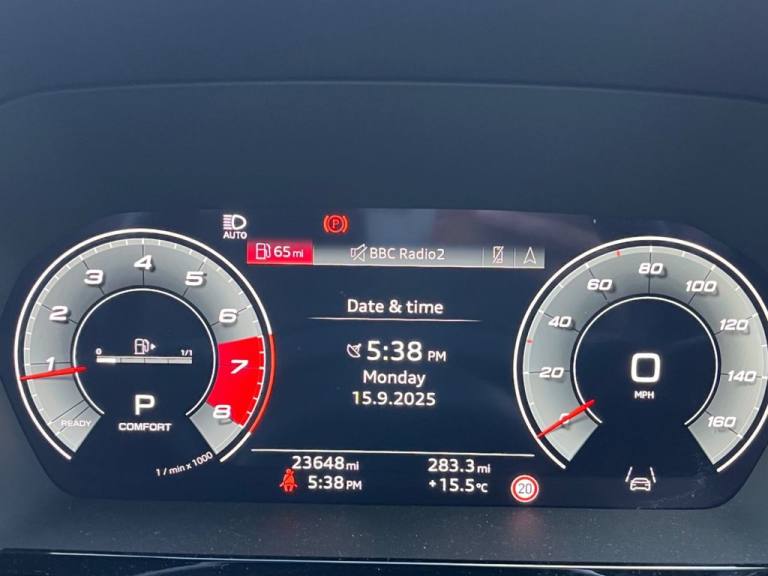 AUTO
P
65 mi
BBC Radio2
Date & time
5:38 PM
Monday
15.9.2025
1
2
3
4
5
6
7
8
READY
1 / min x 1000
0
1/1
P
COMFORT
0
20
40
60
80
100
120
140
160
0
MPH
23648 mi
283.3 mi
5:38 PM
+15.5 °C
20